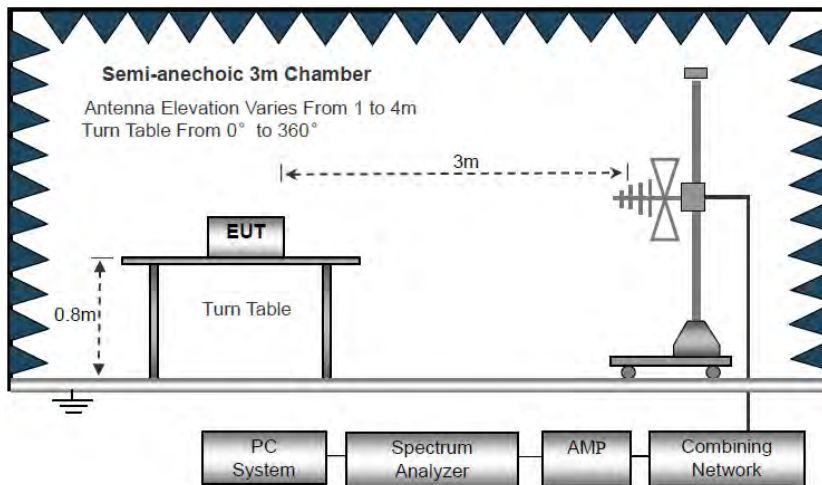 Semi-anechoic 3m Chamber
Antenna Elevation Varies From 1 to 4m
Turn Table From 0° to 360°
3m
EUT
0.8m
Turn Table
PC
System
Spectrum
Analyzer
AMP
Combining
Network